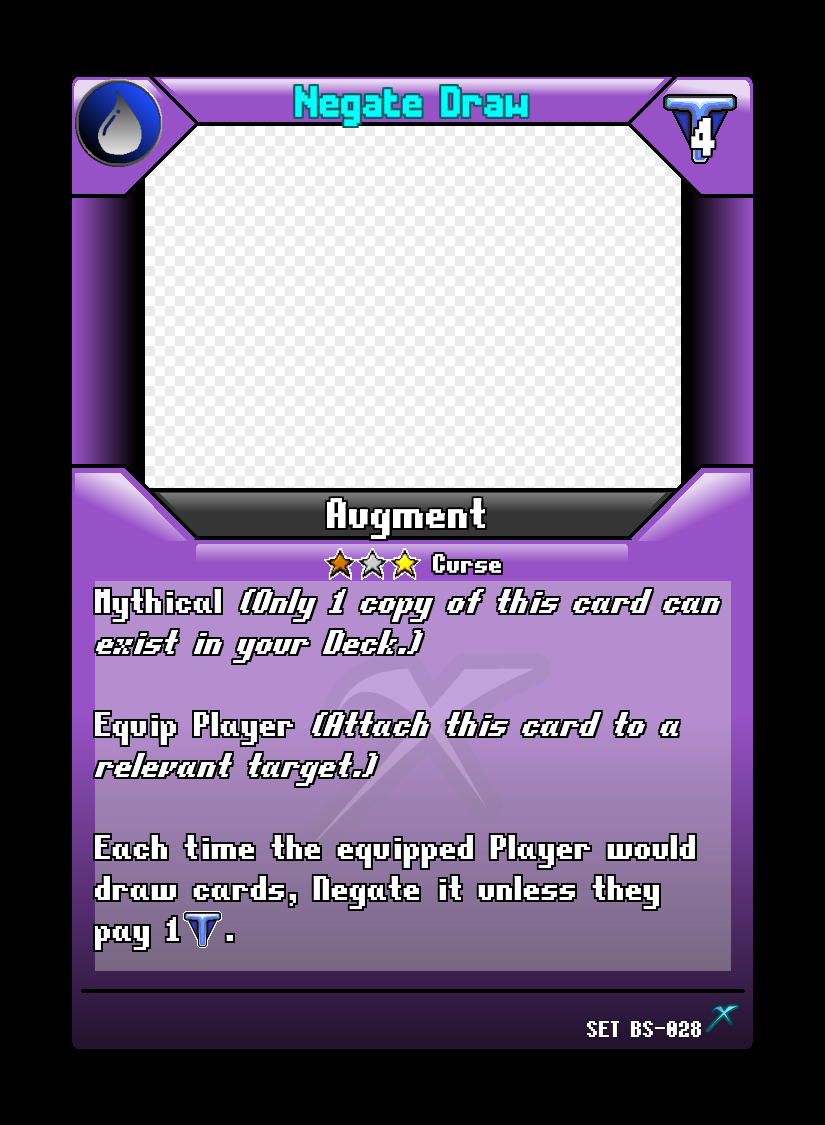 Negate Draw
4
Augment
Curse
Mythical (Only 1 copy of this card can
exist in your Deck.)
Equip Player (Attach this card to a
relevant target.)
Each time the equipped Player would
draw cards, Negate it unless they
pay 1T.
SET BS-028